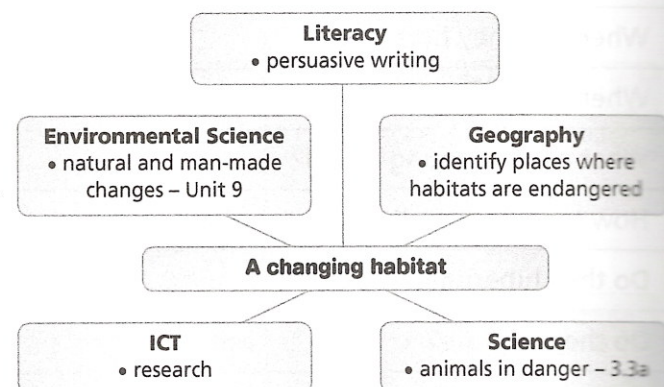 Literacy
• persuasive writing
Environmental Science
• natural and man-made
changes – Unit 9
Geography
• identify places where
habitats are endangered
A changing habitat
ICT
• research
Science
• animals in danger – 3.3a